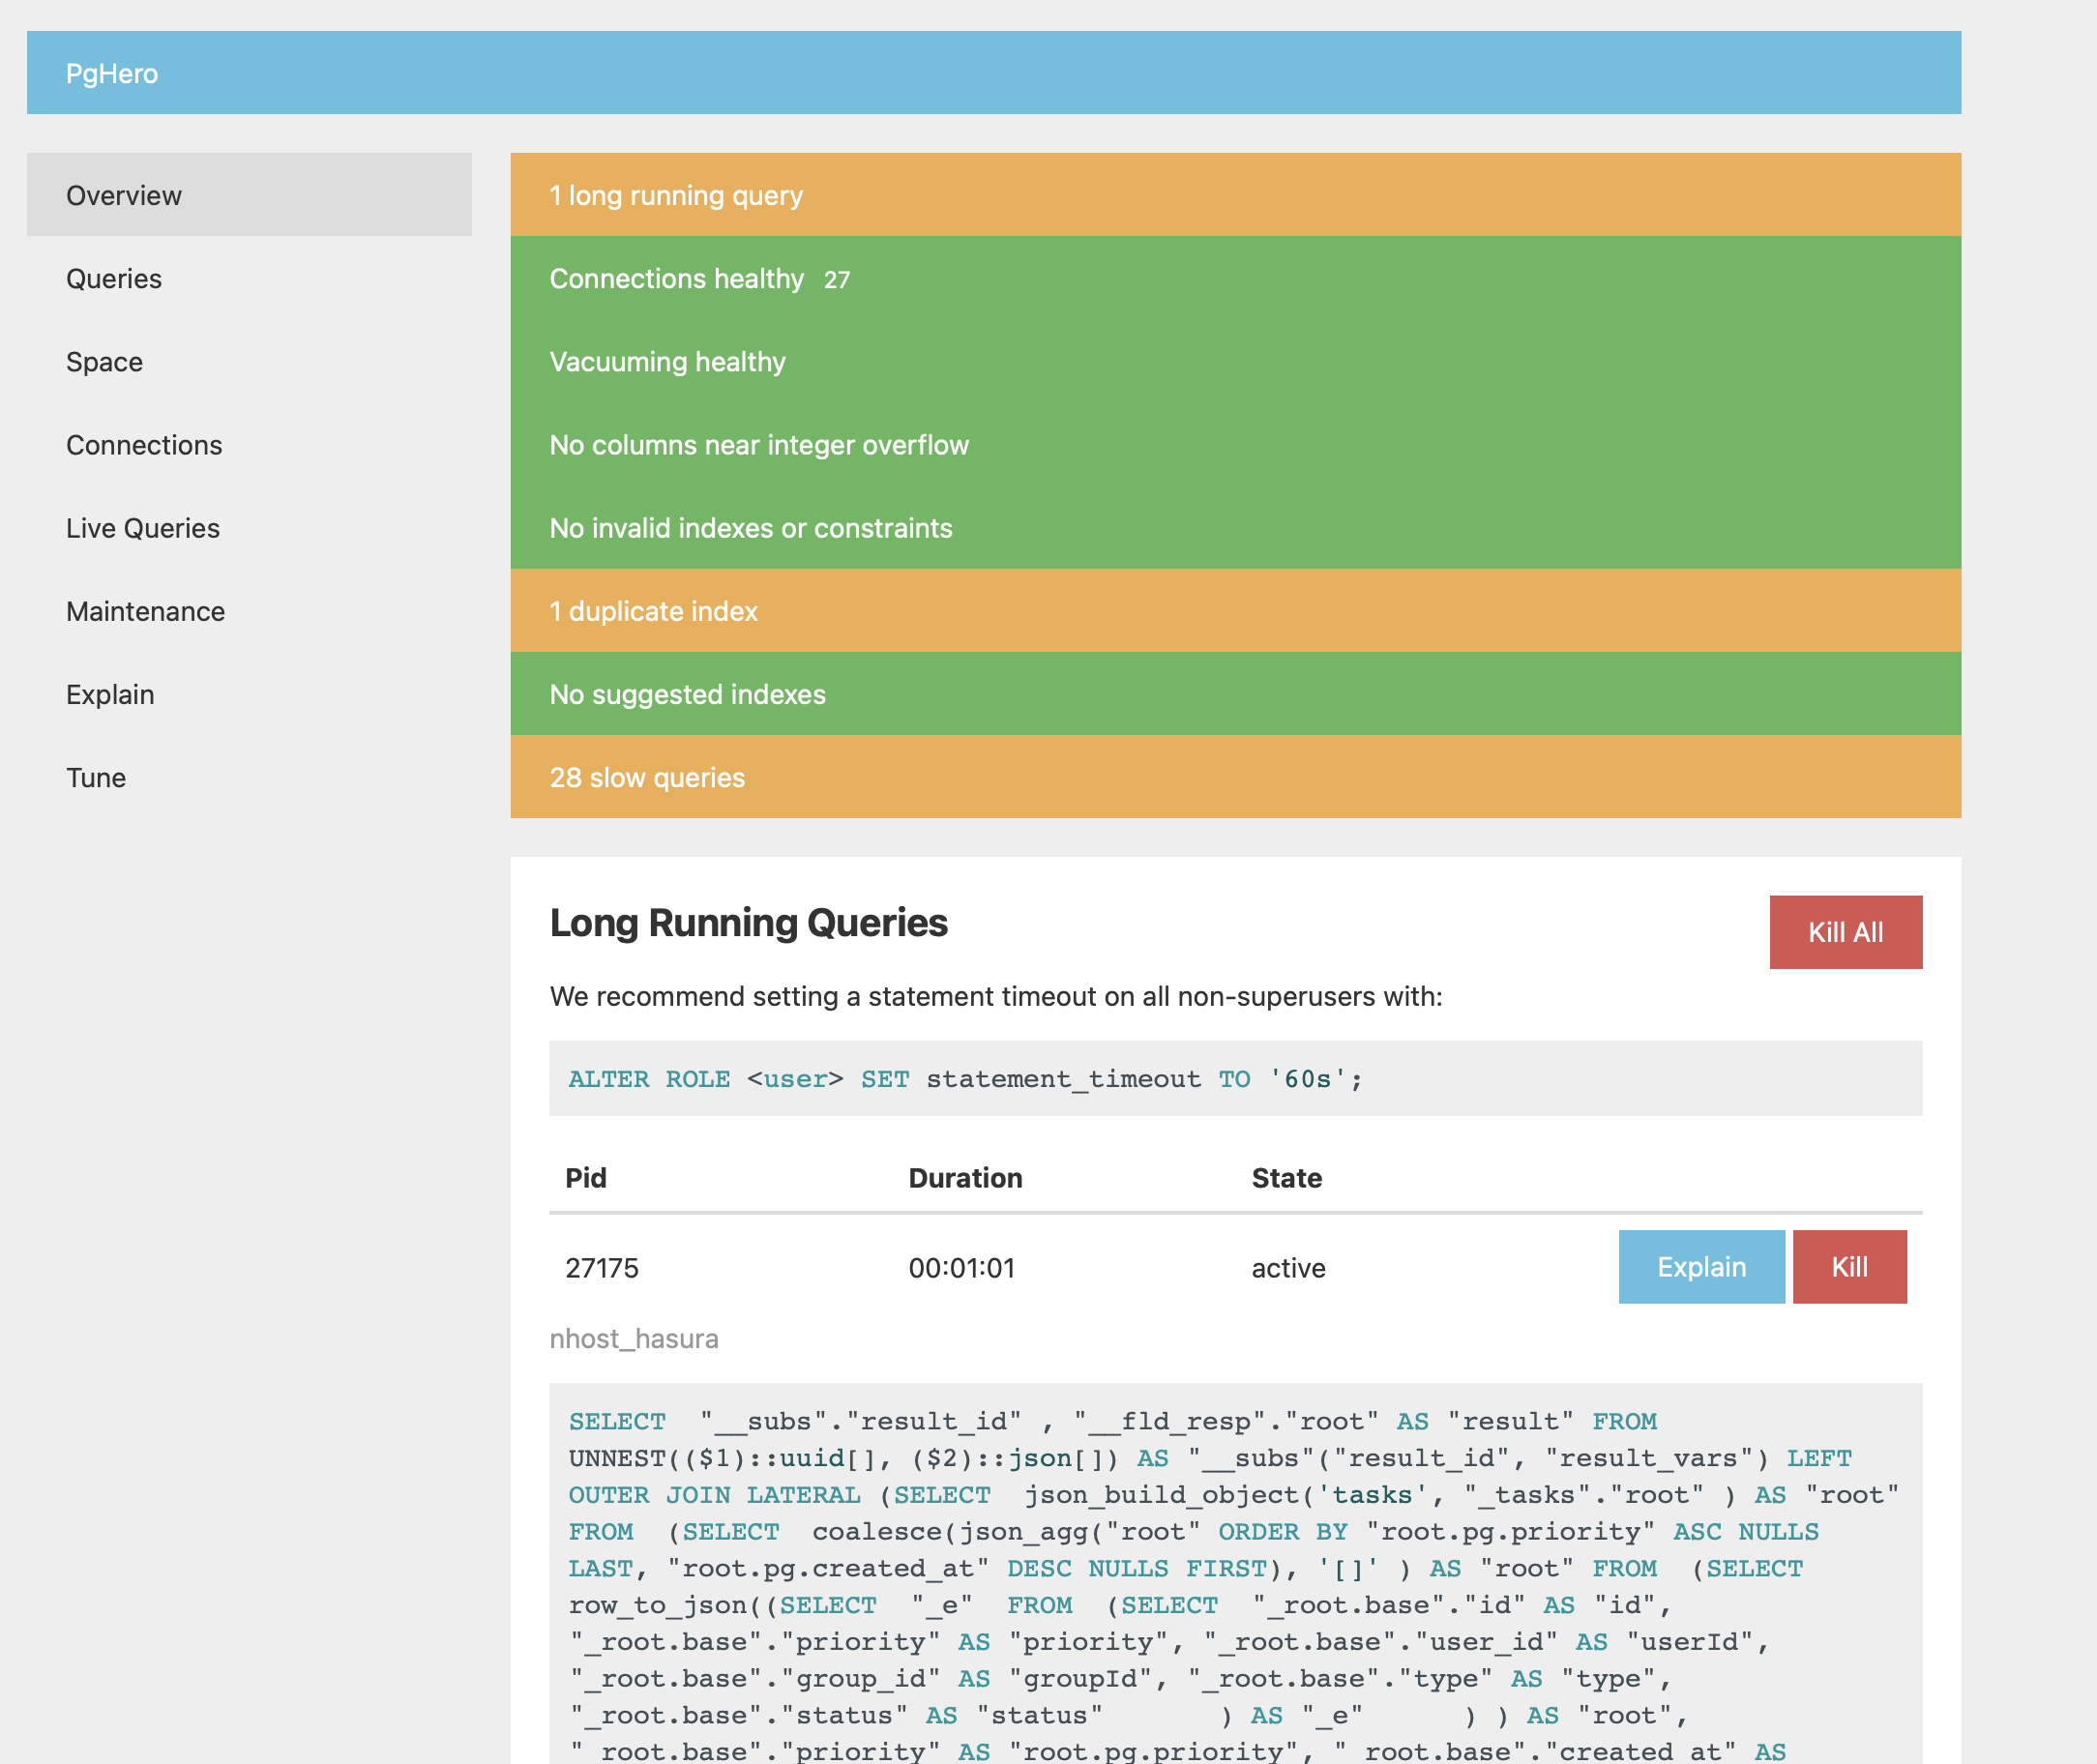 PgHero
Overview
Queries
Space
Connections
Live Queries
Maintenance
Explain
Tune
1 long running query
Connections healthy 27
Vacuuming healthy
No columns near integer overflow
No invalid indexes or constraints
1 duplicate index
No suggested indexes
28 slow queries
Long Running Queries
Kill All
We recommend setting a statement timeout on all non-superusers with:
ALTER ROLE <user> SET statement_timeout TO '60s';
Pid Duration State
27175 00:01:01 active Explain Kill
nhost_hasura
SELECT  "__subs"."result_id" , "__fld_resp"."root" AS "result" FROM
UNNEST(($1)::uuid[], ($2)::json[]) AS "__subs"("result_id", "result_vars") LEFT
OUTER JOIN LATERAL (SELECT  json_build_object('tasks', "_tasks"."root" ) AS "root"
FROM  (SELECT  coalesce(json_agg("root" ORDER BY "root.pg.priority" ASC NULLS
LAST, "root.pg.created_at" DESC NULLS FIRST), '[]' ) AS "root" FROM  (SELECT
row_to_json((SELECT  "_e"  FROM  (SELECT  "_root.base"."id" AS "id",
"_root.base"."priority" AS "priority", "_root.base"."user_id" AS "userId",
"_root.base"."group_id" AS "groupId", "_root.base"."type" AS "type",
"_root.base"."status" AS "status"       ) AS "_e"      ) ) AS "root",
"_root.base"."priority" AS "root.pg.priority", "_root.base"."created_at" AS